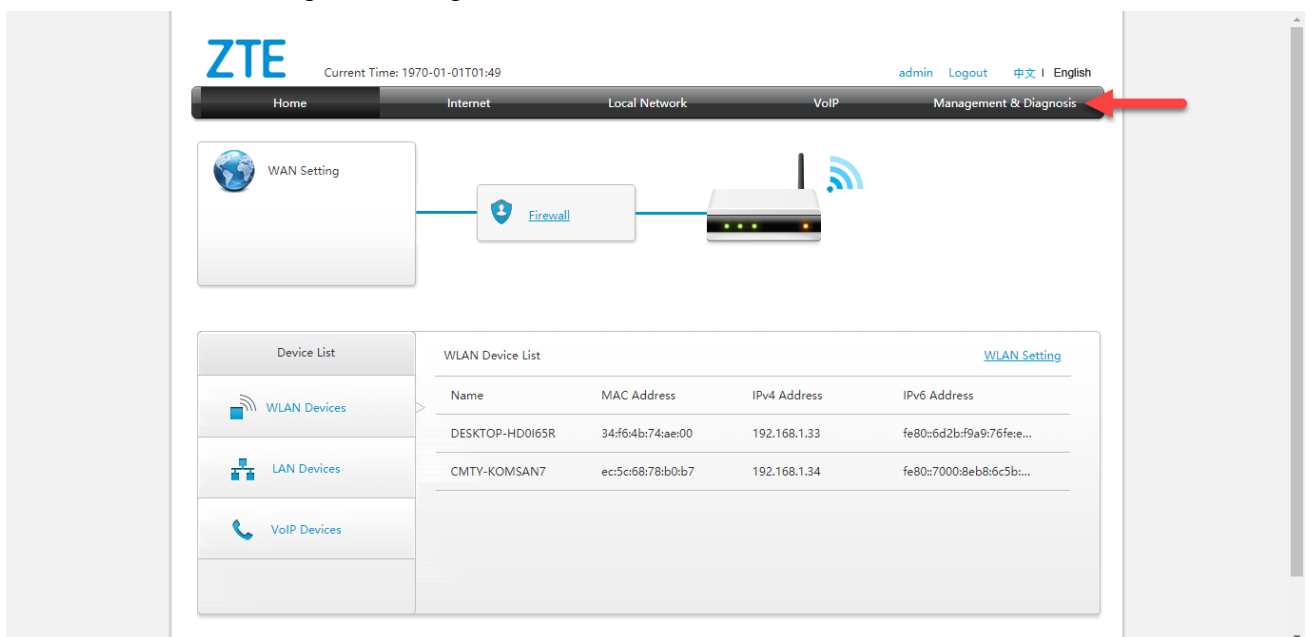 ZTE
Current Time: 1970-01-01T01:49
admin Logout 中文 | English
Home Internet Local Network VoIP Management & Diagnosis
WAN Setting
Firewall
Device List
WLAN Device List WLAN Setting
Name MAC Address IPv4 Address IPv6 Address
WLAN Devices
DESKTOP-HD0I65R 34:f6:4b:74:ae:00 192.168.1.33 fe80::6d2b:f9a9:76fe:e...
LAN Devices
CMTY-KOMSAN7 ec:5c:68:78:b0:b7 192.168.1.34 fe80::7000:8eb8:6c5b:...
VoIP Devices